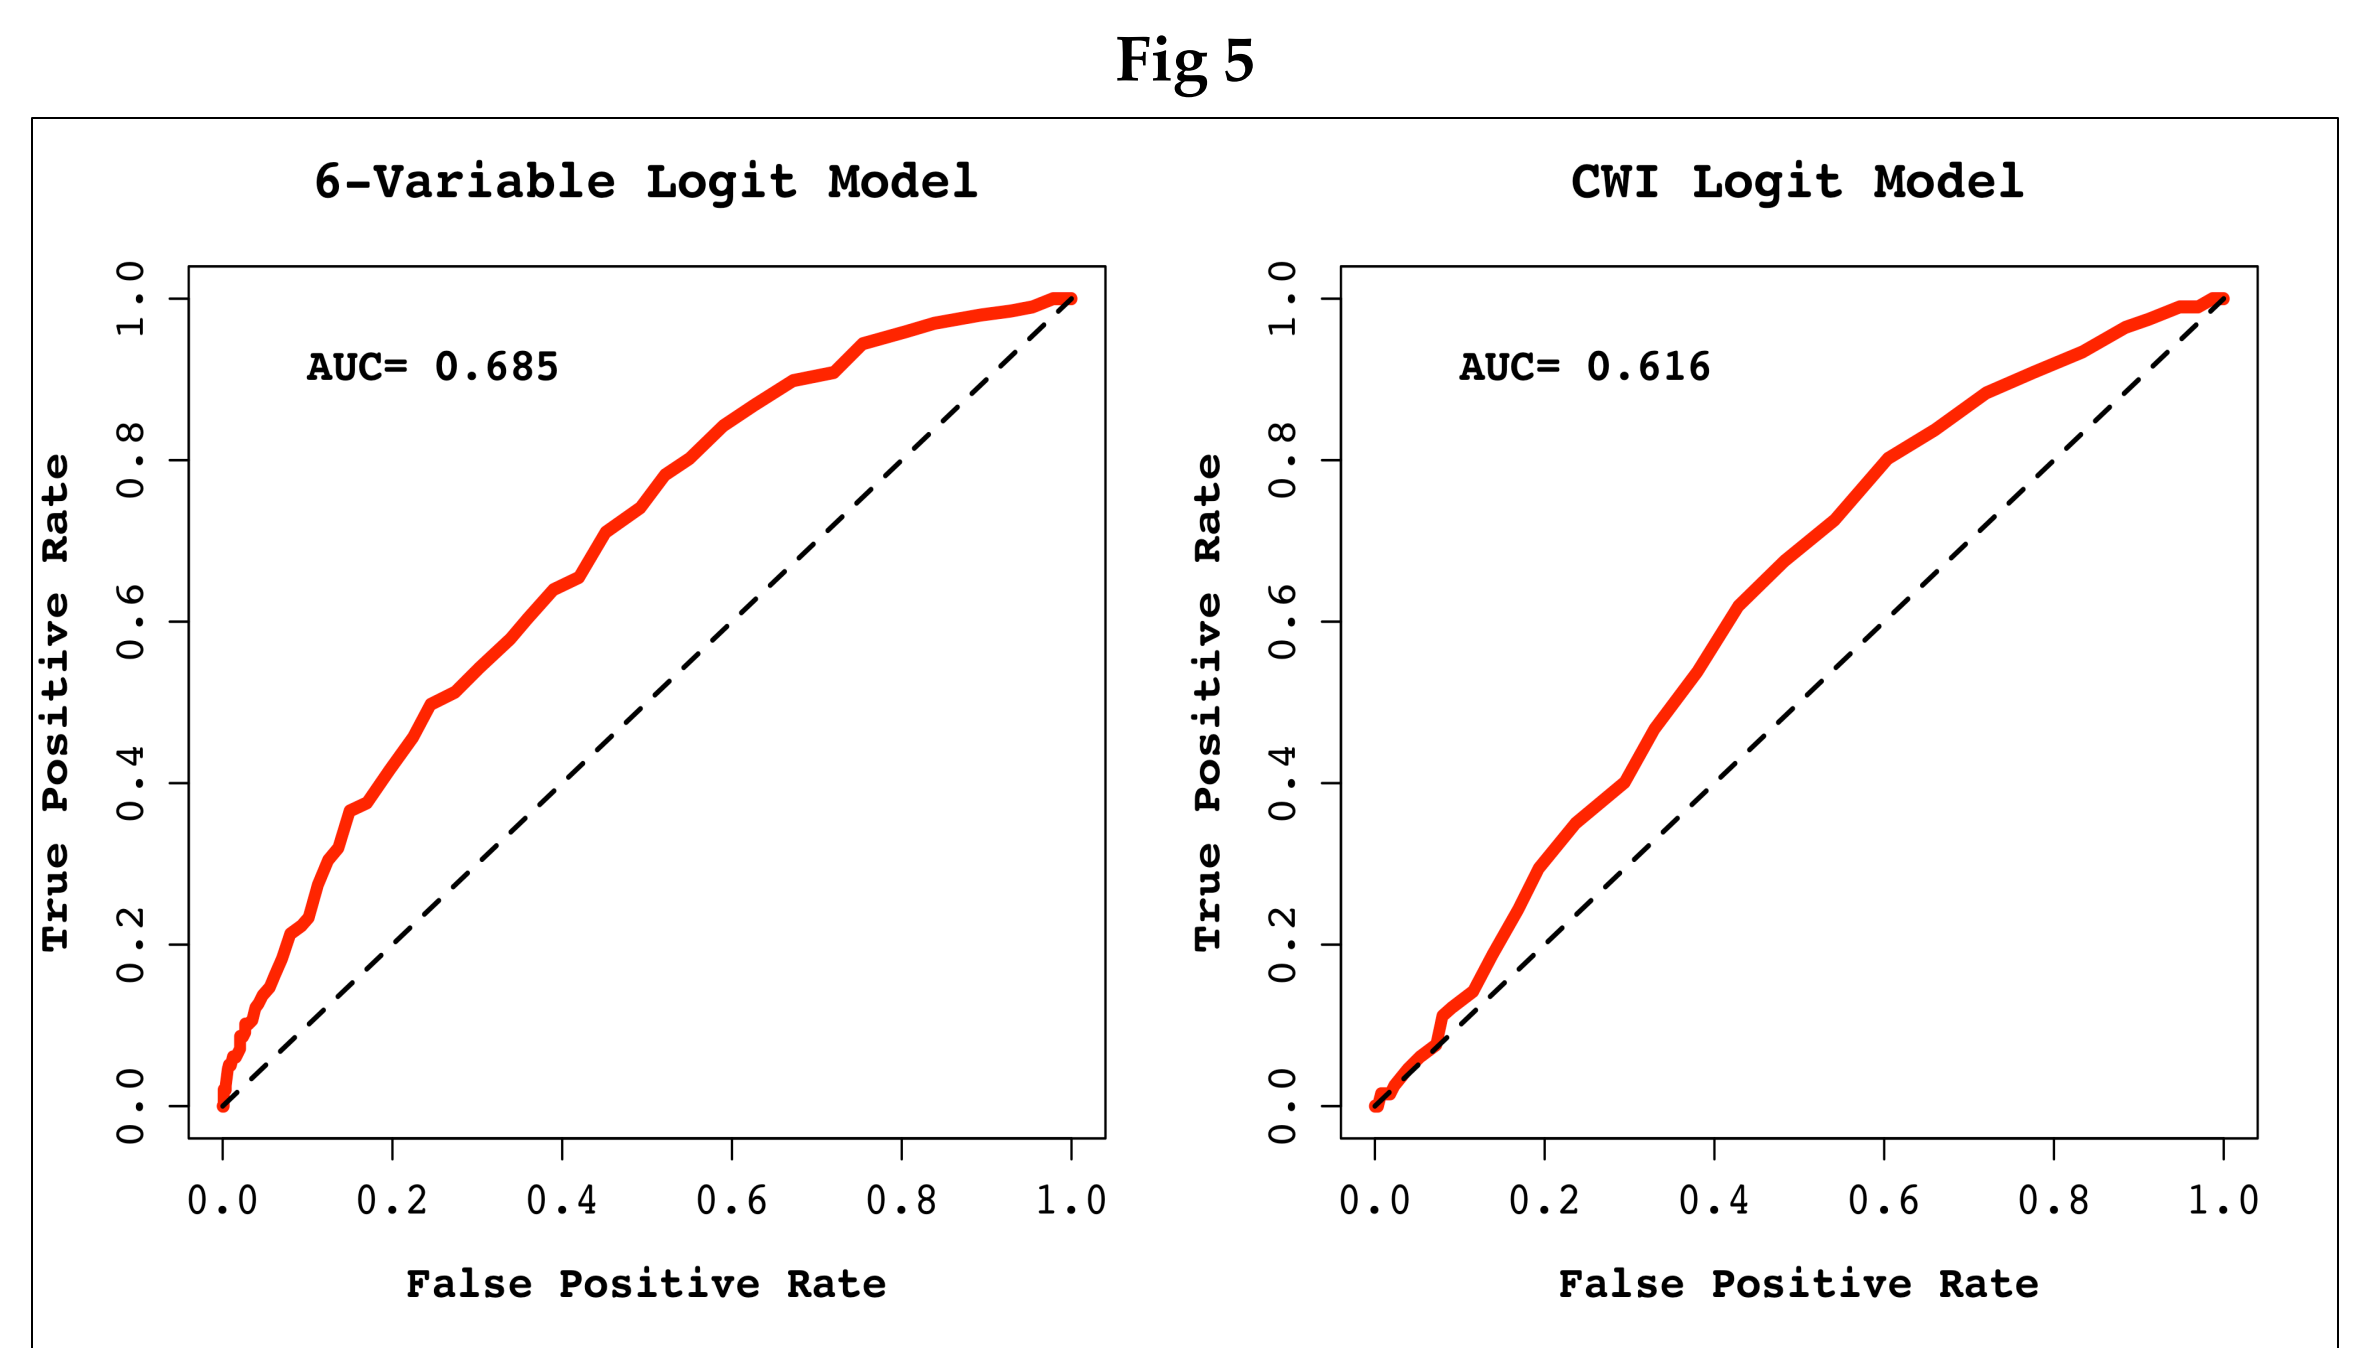 Fig 5
6-Variable Logit Model
AUC= 0.685
True Positive Rate
1.0
0.8
0.6
0.4
0.2
0.0
0.0 0.2 0.4 0.6 0.8 1.0
False Positive Rate
CWI Logit Model
AUC= 0.616
True Positive Rate
1.0
0.8
0.6
0.4
0.2
0.0
0.0 0.2 0.4 0.6 0.8 1.0
False Positive Rate